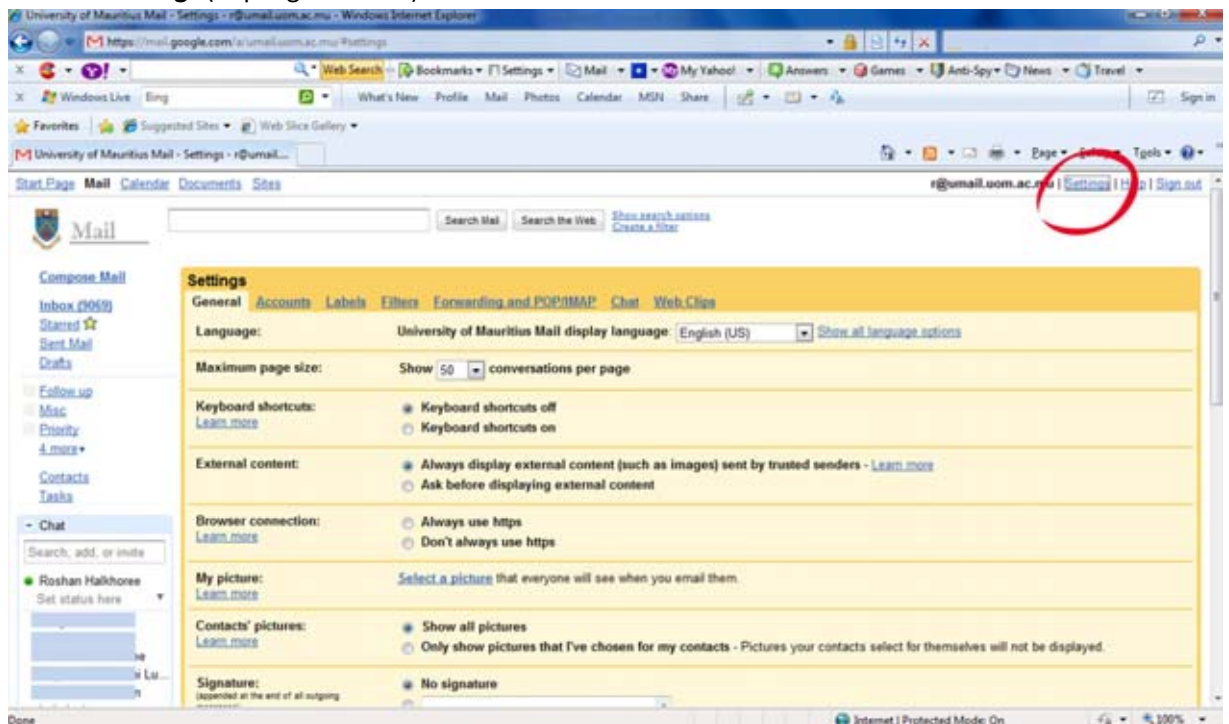 University of Mauritius Mail - Settings - r@umail.uom.ac.mu - Windows Internet Explorer
https://mail.google.com/a/umail.uom.ac.mu/#settings
Web Search Bookmarks Settings Mail My Yahoo! Answers Games Anti-Spy News Travel
Windows Live Bing What's New Profile Mail Photos Calendar MSN Share Sign in
Favorites Suggested Sites Web Slice Gallery
University of Mauritius Mail - Settings - r@umail... Page Tools
Start Page Mail Calendar Documents Sites r@umail.uom.ac.mu | Settings | Help | Sign out
Mail Search Mail Search the Web Show search options
Create a filter
Compose Mail
Inbox (9069)
Starred
Sent Mail
Drafts
Follow up
Misc
Priority
4 more
Contacts
Tasks
Chat
Search, add, or invite
Roshan Halkhoree
Set status here
Settings
General Accounts Labels Filters Forwarding and POP/IMAP Chat Web Clips
Language: University of Mauritius Mail display language: English (US) Show all language options
Maximum page size: Show 50 conversations per page
Keyboard shortcuts: Keyboard shortcuts off
Learn more Keyboard shortcuts on
External content: Always display external content (such as images) sent by trusted senders - Learn more
Ask before displaying external content
Browser connection: Always use https
Learn more Don't always use https
My picture: Select a picture that everyone will see when you email them.
Learn more
Contacts' pictures: Show all pictures
Learn more Only show pictures that I've chosen for my contacts - Pictures your contacts select for themselves will not be displayed.
Signature: No signature
(appended at the end of all outgoing
Done Internet | Protected Mode: On 100%